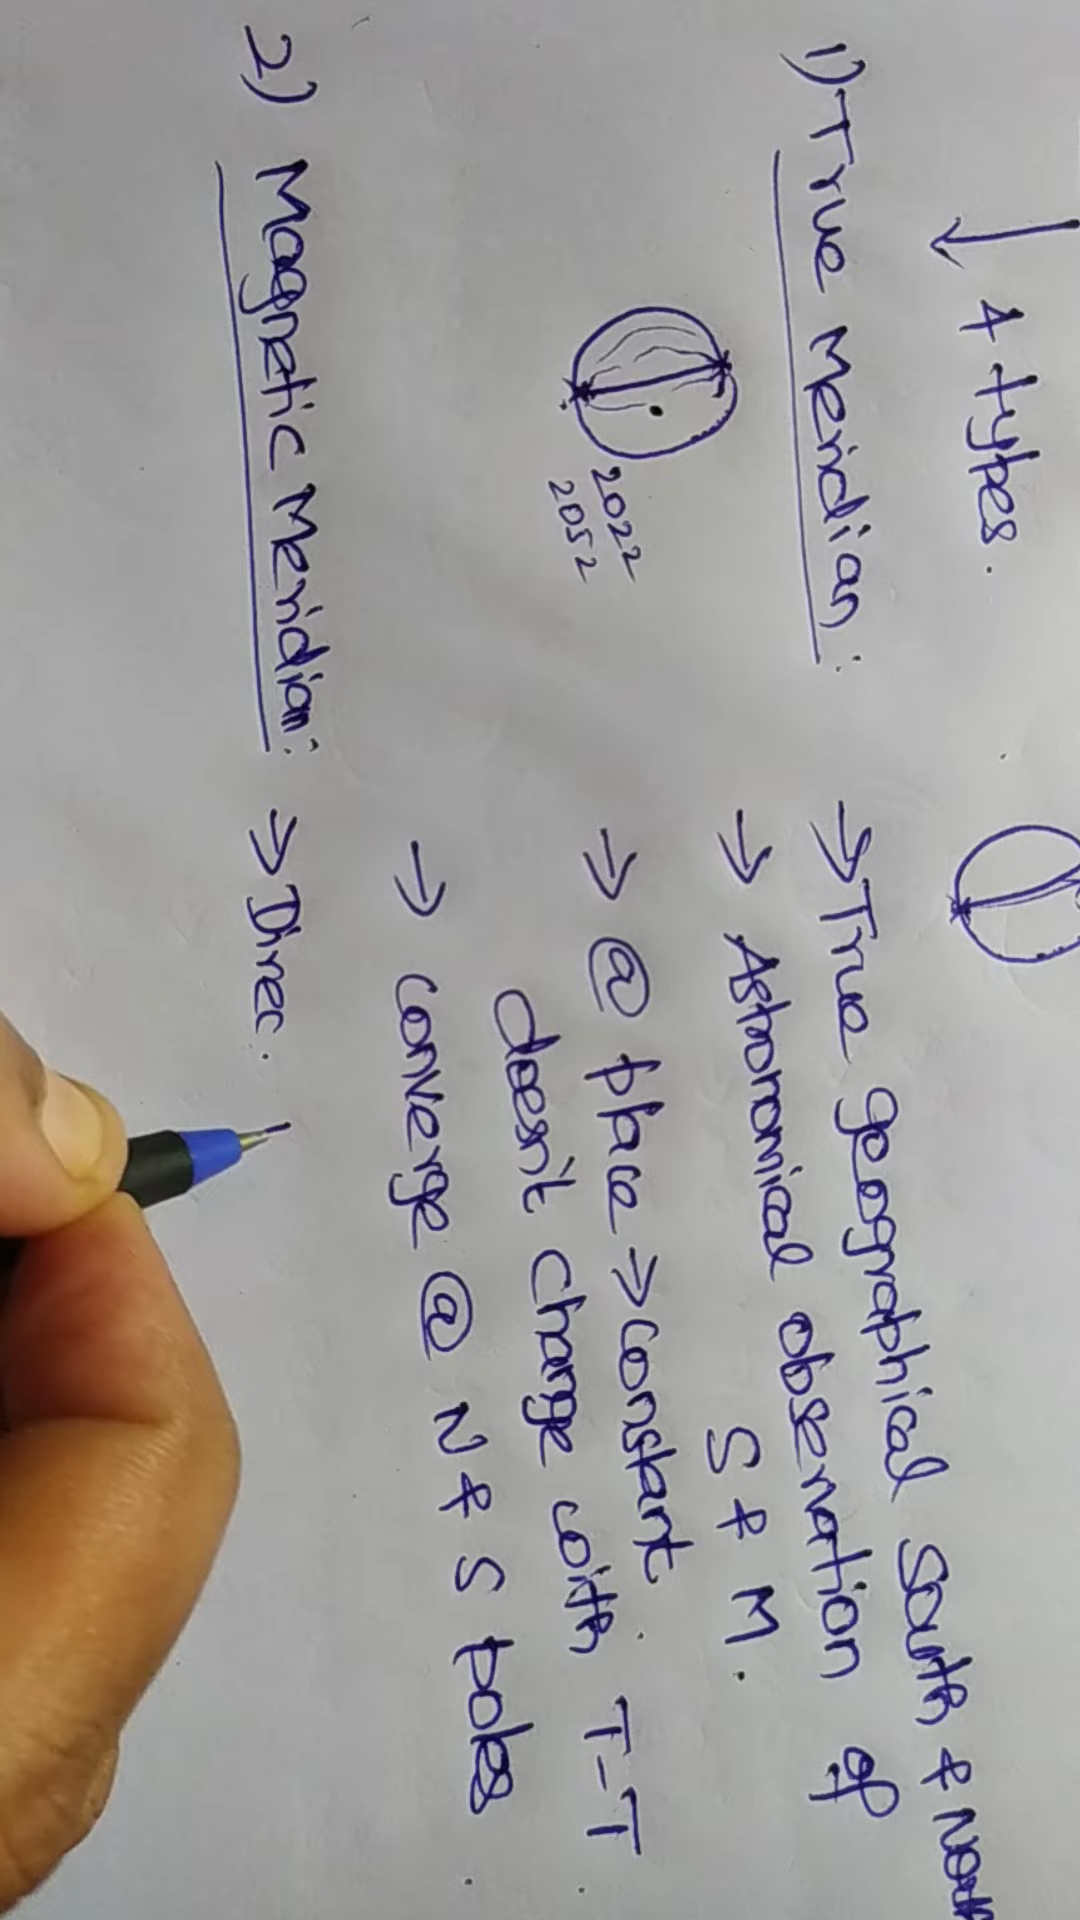 4 types.
1) True Meridian:
→ True geographical South & North
→ Astronomical observation of
S & M.
→ @ place → constant.
doesn't change with T-T
→ converge @ N & S poles
2022
2052
2) Magnetic Meridian:
→ Direc.